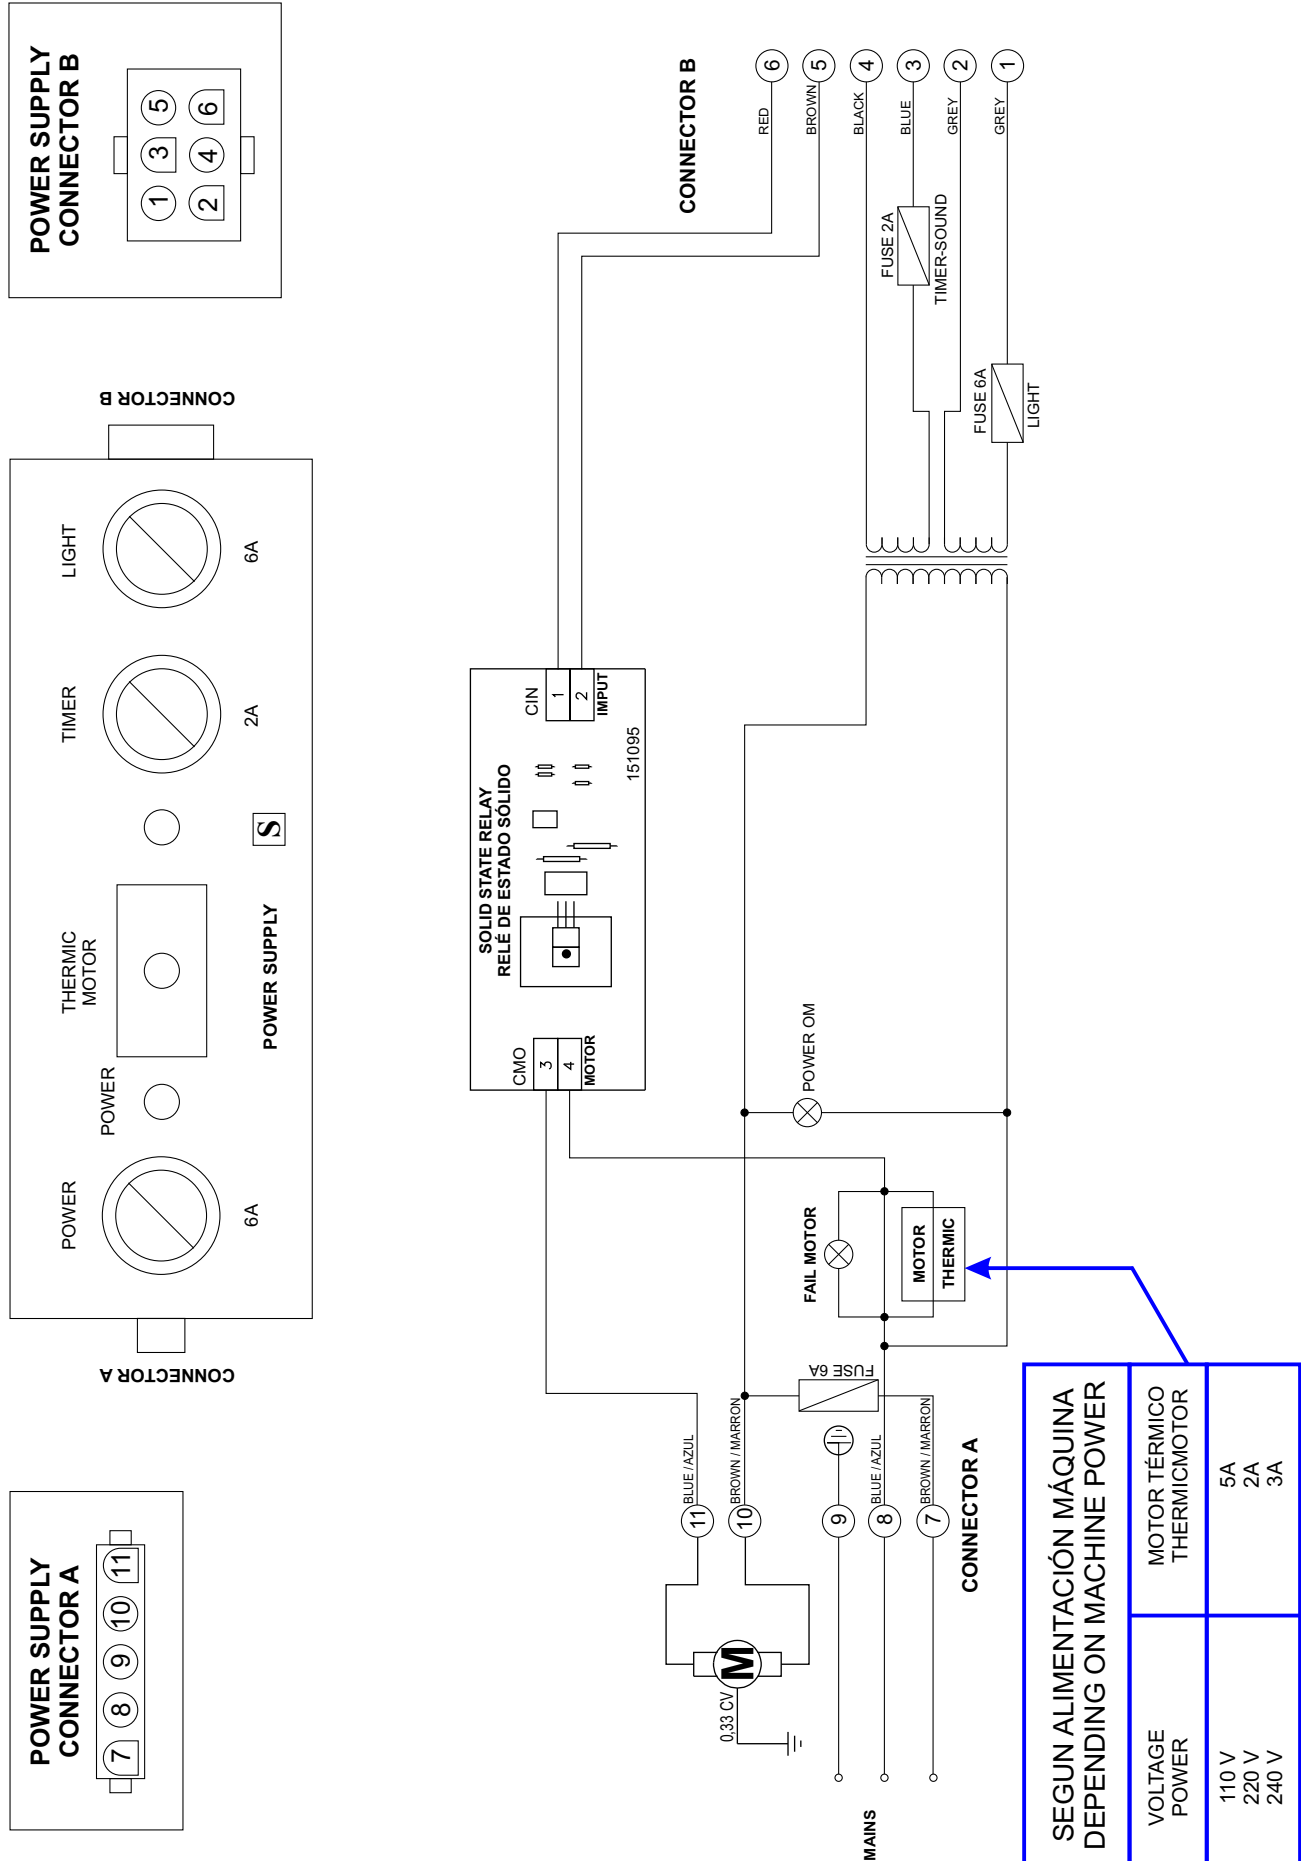 POWER SUPPLY
CONNECTOR A
7
8
9
10
11
CONNECTOR A
POWER
6A
POWER
THERMIC
MOTOR
POWER SUPPLY
S
TIMER
2A
LIGHT
6A
CONNECTOR B
POWER SUPPLY
CONNECTOR B
1
3
5
2
4
6
SOLID STATE RELAY
RELÉ DE ESTADO SÓLIDO
CMO
3
4
MOTOR
CIN
1
2
IMPUT
151095
CONNECTOR B
RED
6
BROWN
5
BLACK
4
BLUE
3
GREY
2
GREY
1
FUSE 2A
TIMER-SOUND
FUSE 6A
LIGHT
POWER OM
FAIL MOTOR
MOTOR
THERMIC
FUSE 6A
11
BLUE / AZUL
10
BROWN / MARRON
9
8
BLUE / AZUL
7
BROWN / MARRON
CONNECTOR A
M
0,33 CV
MAINS
SEGUN ALIMENTACIÓN MÁQUINA
DEPENDING ON MACHINE POWER
VOLTAGE
POWER
MOTOR TÉRMICO
THERMICMOTOR
110 V 5A
220 V 2A
240 V 3A